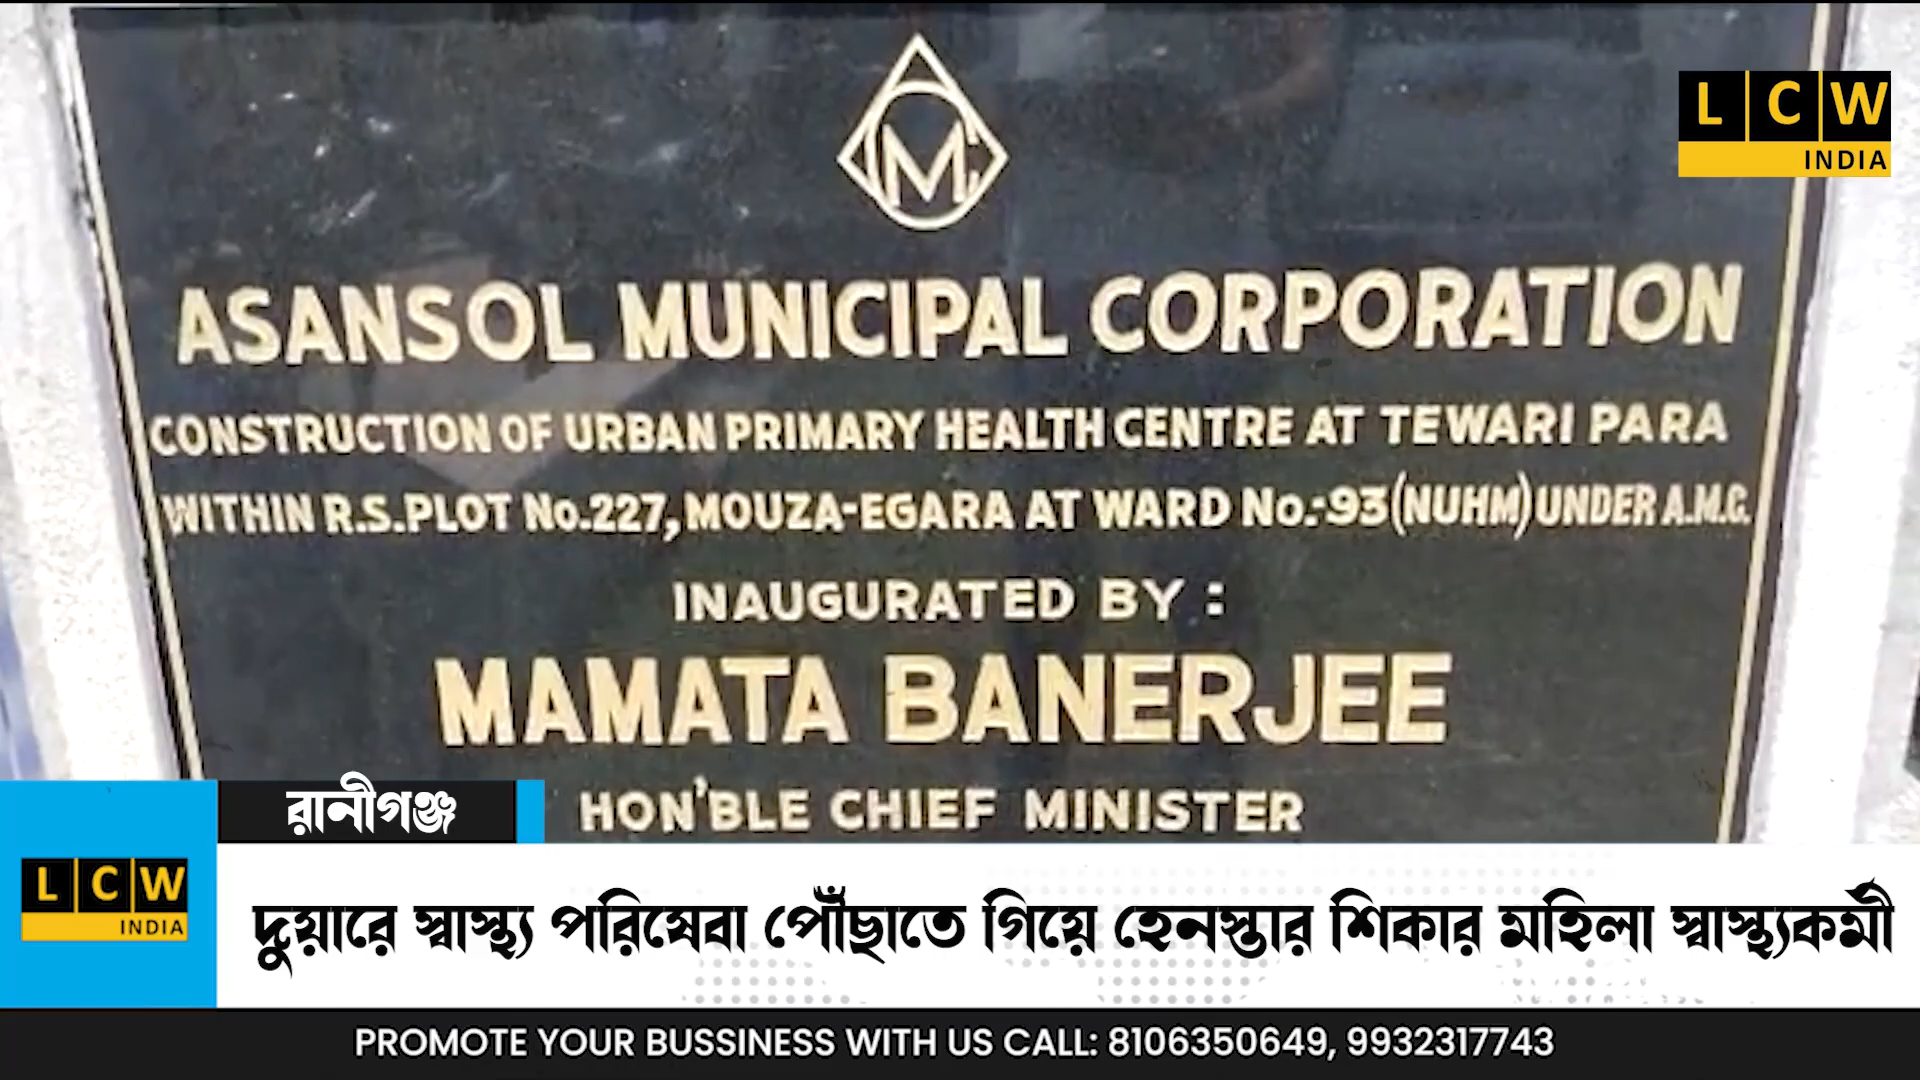 L C W
INDIA
ASANSOL MUNICIPAL CORPORATION
CONSTRUCTION OF URBAN PRIMARY HEALTH CENTRE AT TEWARI PARA
WITHIN R.S.PLOT No.227, MOUZA-EGARA AT WARD No.-93(NUHM)UNDER A.M.C.
INAUGURATED BY :
MAMATA BANERJEE
HON'BLE CHIEF MINISTER
রানীগঞ্জ
L C W
INDIA
দুয়ারে স্বাস্থ্য পরিষেবা পৌঁছাতে গিয়ে হেনস্তার শিকার মহিলা স্বাস্থ্যকর্মী
PROMOTE YOUR BUSSINESS WITH US CALL: 8106350649, 9932317743